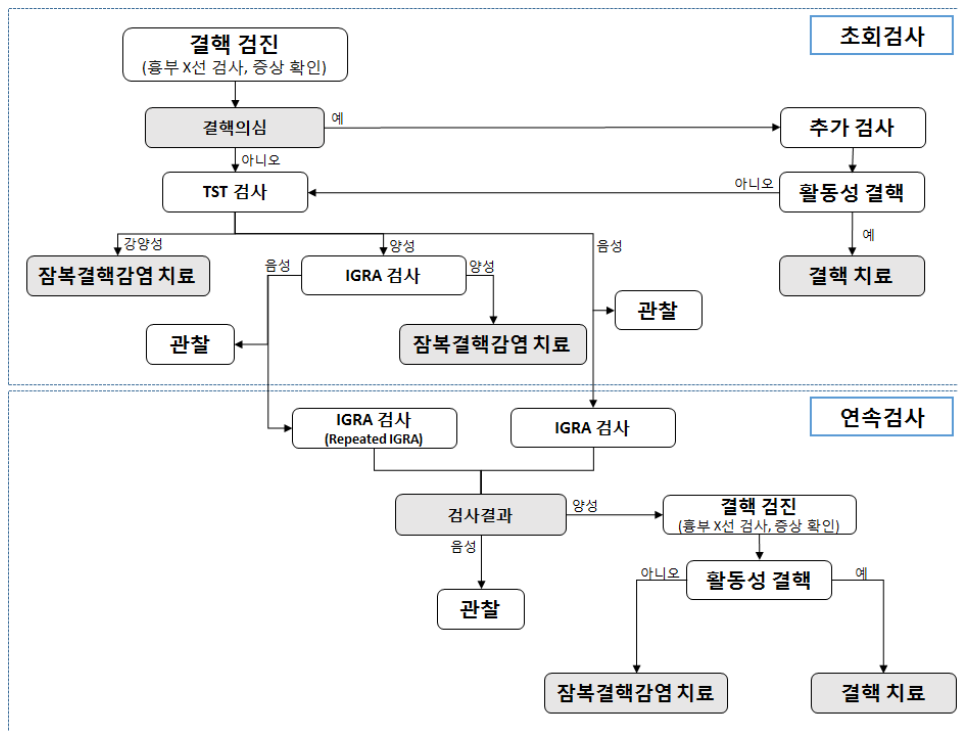 초회검사
결핵 검진
(흉부 X선 검사, 증상 확인)
결핵의심
예
추가 검사
아니오
TST 검사
아니오
활동성 결핵
강양성
양성
음성
예
잠복결핵감염 치료
음성
IGRA 검사
양성
결핵 치료
관찰
관찰
잠복결핵감염 치료
연속검사
IGRA 검사
(Repeated IGRA)
IGRA 검사
검사결과
양성
결핵 검진
(흉부 X선 검사, 증상 확인)
음성
아니오
활동성 결핵
예
관찰
잠복결핵감염 치료
결핵 치료